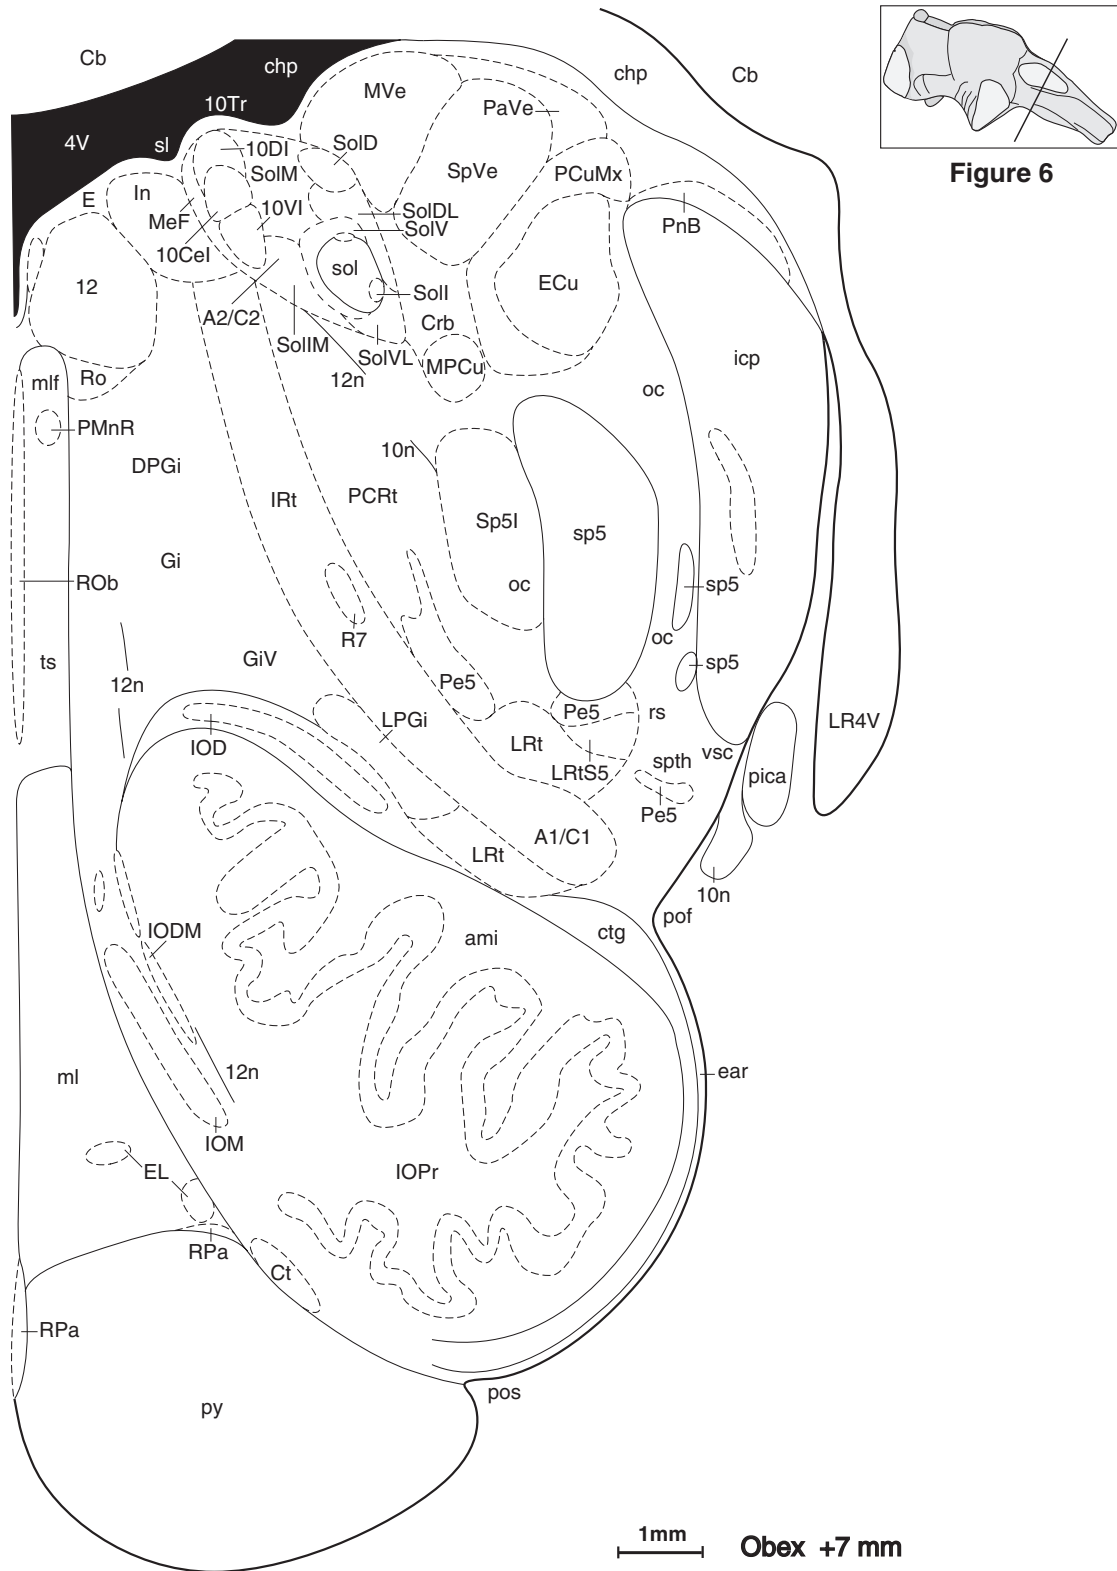 Cb
chp
MVe
chp
Cb
10Tr
PaVe
4V
sl
10DI
SolD
SolM
SpVe
PCuMx
Figure 6
E
In
10VI
SolDL
MeF
SolV
PnB
10CeI
12
sol
SolI
ECu
A2/C2
Crb
SolIM
SolVL
MPCu
icp
12n
mlf
Ro
oc
PMnR
10n
DPGi
IRt
PCRt
Sp5I
sp5
Gi
ROb
oc
sp5
R7
oc
ts
GiV
sp5
12n
Pe5
Pe5
rs
LPGi
LR4V
IOD
LRt
vsc
LRtS5
spth
pica
Pe5
A1/C1
LRt
10n
pof
IODM
ami
ctg
12n
ml
ear
IOM
EL
IOPr
RPa
Ct
RPa
pos
py
1mm
Obex +7 mm